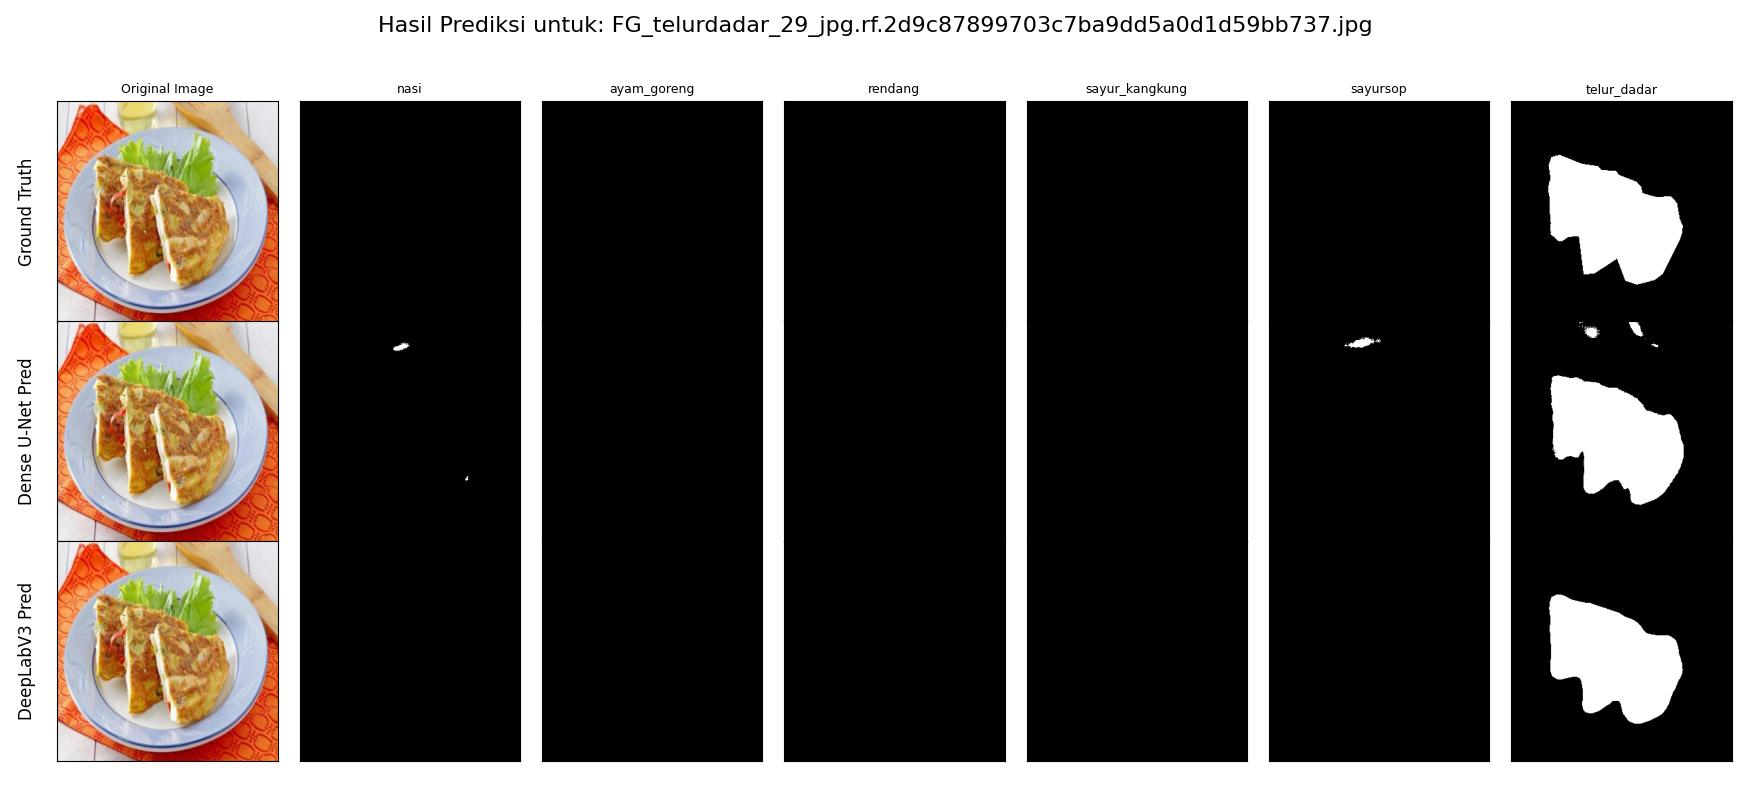 Hasil Prediksi untuk: FG_telurdadar_29_jpg.rf.2d9c87899703c7ba9dd5a0d1d59bb737.jpg
Original Image
nasi
ayam_goreng
rendang
sayur_kangkung
sayursop
telur_dadar
Ground Truth
Dense U-Net Pred
DeepLabV3 Pred